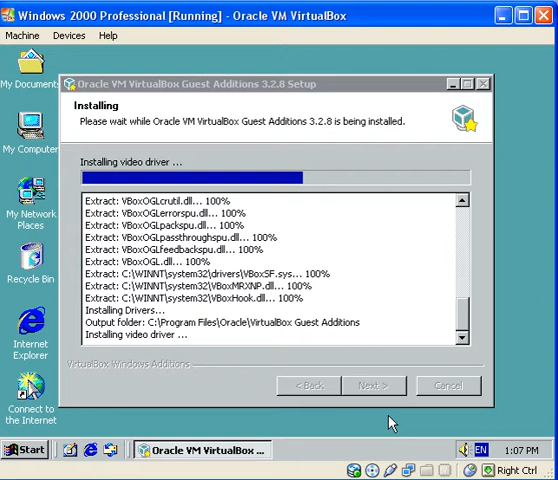 Windows 2000 Professional [Running] - Oracle VM VirtualBox
Machine Devices Help
My Document
My Computer
My Network
Places
Recycle Bin
Internet
Explorer
Connect to
the Internet
Oracle VM VirtualBox Guest Additions 3.2.8 Setup
Installing
Please wait while Oracle VM VirtualBox Guest Additions 3.2.8 is being installed.
Installing video driver ...
Extract: VBoxOGLcrutil.dll... 100%
Extract: VBoxOGLerrorspu.dll... 100%
Extract: VBoxOGLpackspu.dll... 100%
Extract: VBoxOGLpassthroughspu.dll... 100%
Extract: VBoxOGLfeedbackspu.dll... 100%
Extract: VBoxOGL.dll... 100%
Extract: C:\WINNT\system32\drivers\VBoxSF.sys... 100%
Extract: C:\WINNT\system32\VBoxMRXNP.dll... 100%
Extract: C:\WINNT\system32\VBoxHook.dll... 100%
Installing Drivers...
Output folder: C:\Program Files\Oracle\VirtualBox Guest Additions
Installing video driver ...
VirtualBox Windows Additions
< Back Next > Cancel
Start Oracle VM VirtualBox ... EN 1:07 PM
Right Ctrl